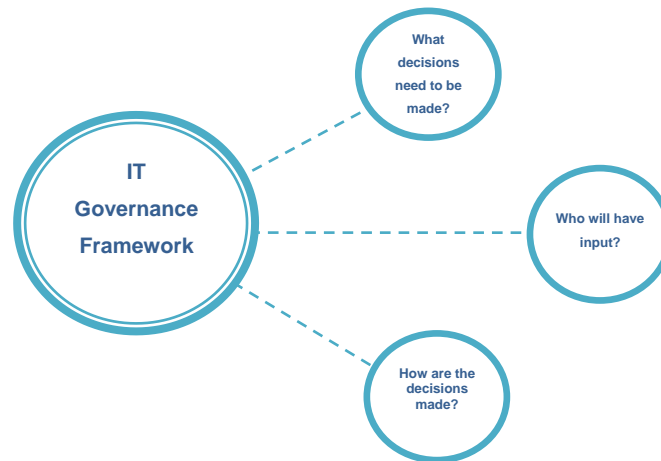 What
decisions
need to be
made?
IT
Governance
Framework
Who will have
input?
How are the
decisions
made?